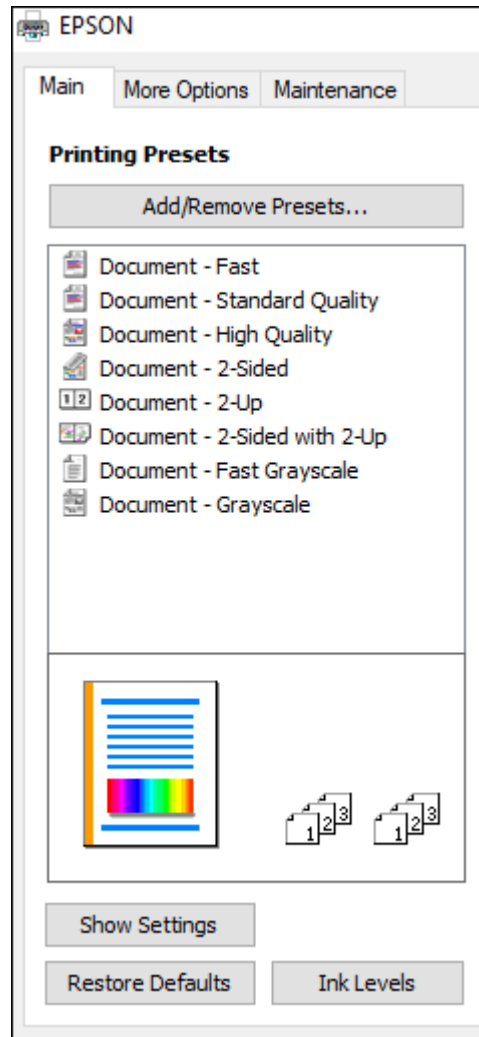 EPSON
Main More Options Maintenance
Printing Presets
Add/Remove Presets...
Document - Fast
Document - Standard Quality
Document - High Quality
Document - 2-Sided
1 2 Document - 2-Up
Document - 2-Sided with 2-Up
Document - Fast Grayscale
Document - Grayscale
1 2 3 1 2 3
Show Settings
Restore Defaults Ink Levels